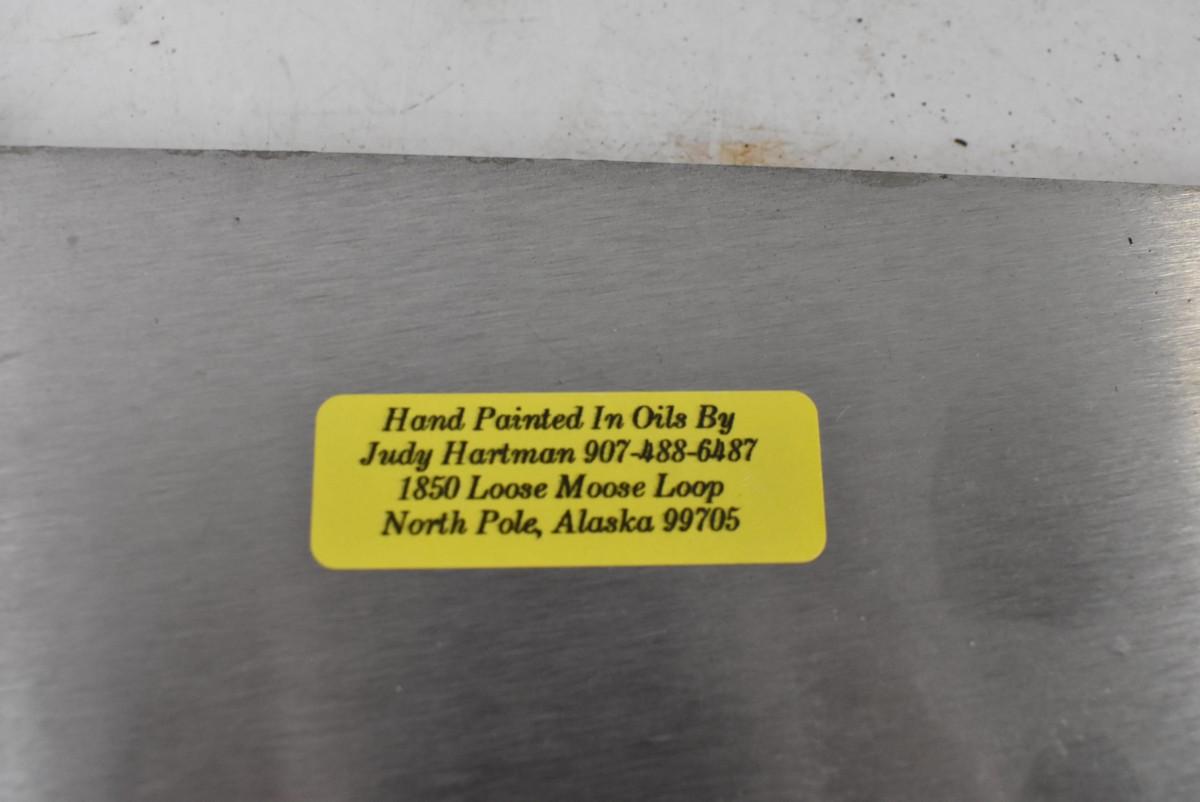 Hand Painted In Oils By
Judy Hartman 907-488-6487
1850 Loose Moose Loop
North Pole, Alaska 99705